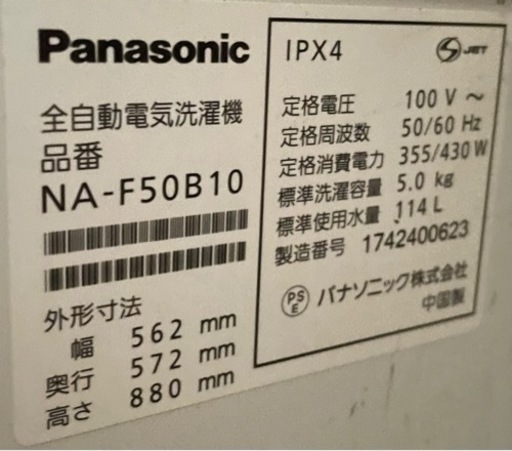 Panasonic
全自動電気洗濯機
品番
NA-F50B10
外形寸法
幅 562 mm
奥行 572 mm
高さ 880 mm
IPX4
S JET
定格電圧 100 V ～
定格周波数 50/60 Hz
定格消費電力 355/430 W
標準洗濯容量 5.0 kg
標準使用水量 114 L
製造番号 1742400623
PS
E
パナソニック株式会社
中国製